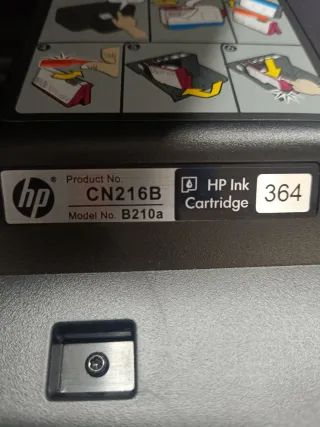 hp
Product No.
CN216B
Model No. B210a
HP Ink
Cartridge
364